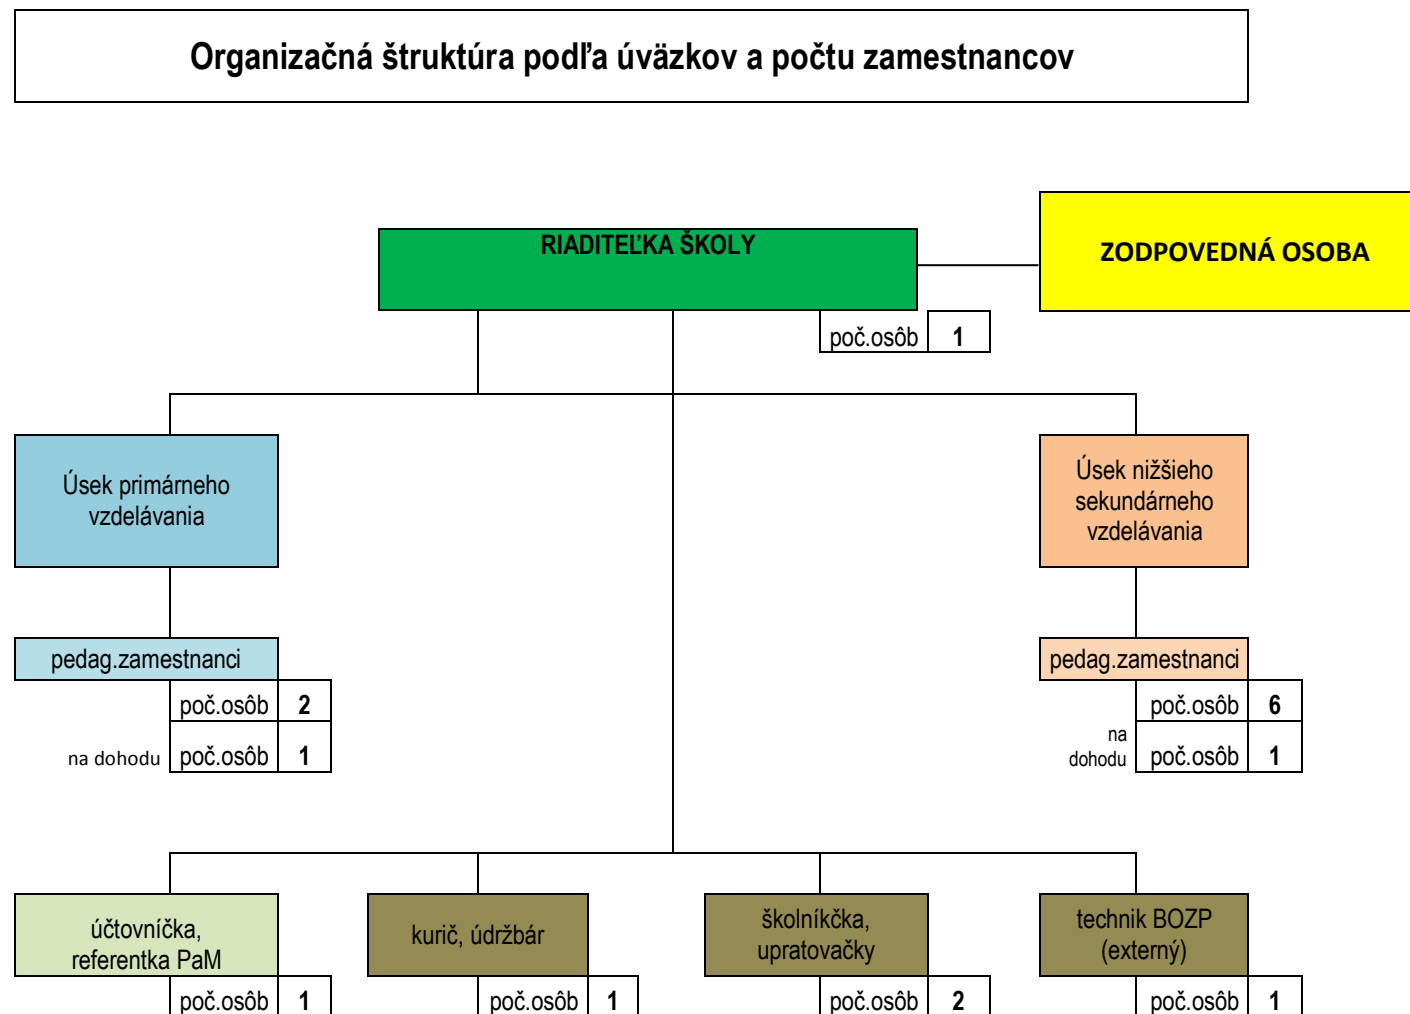 Organizačná štruktúra podľa úväzkov a počtu zamestnancov
RIADITEĽKA ŠKOLY
ZODPOVEDNÁ OSOBA
poč.osôb 1
Úsek primárneho
vzdelávania
Úsek nižšieho
sekundárneho
vzdelávania
pedag.zamestnanci
poč.osôb 2
na dohodu poč.osôb 1
pedag.zamestnanci
poč.osôb 6
na
dohodu poč.osôb 1
účtovníčka,
referentka PaM
poč.osôb 1
kurič, údržbár
poč.osôb 1
školníkčka,
upratovačky
poč.osôb 2
technik BOZP
(externý)
poč.osôb 1